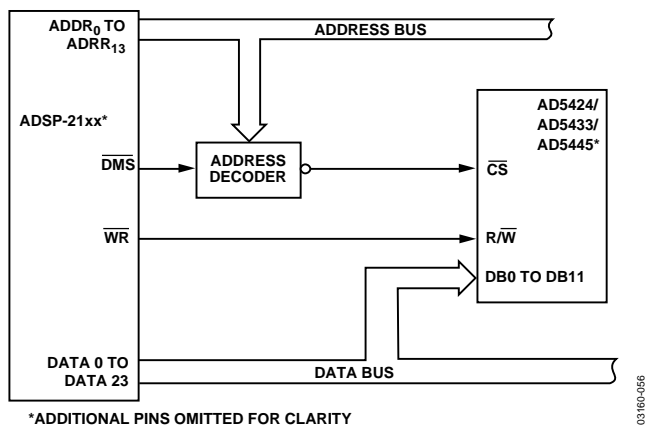 ADDR0 TO
ADRR13
ADDRESS BUS
ADSP-21xx*
AD5424/
AD5433/
AD5445*
DMS
ADDRESS
DECODER
CS
WR
R/W
DB0 TO DB11
DATA 0 TO
DATA 23
DATA BUS
*ADDITIONAL PINS OMITTED FOR CLARITY
03160-056